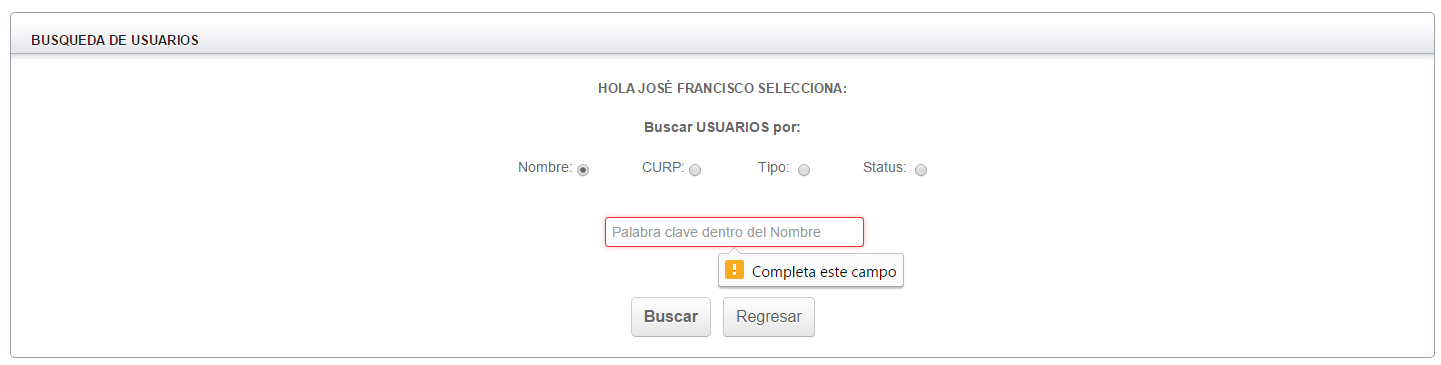 BUSQUEDA DE USUARIOS
HOLA JOSÉ FRANCISCO SELECCIONA:
Buscar USUARIOS por:
Nombre: CURP: Tipo: Status:
Palabra clave dentro del Nombre
Completa este campo
Buscar Regresar